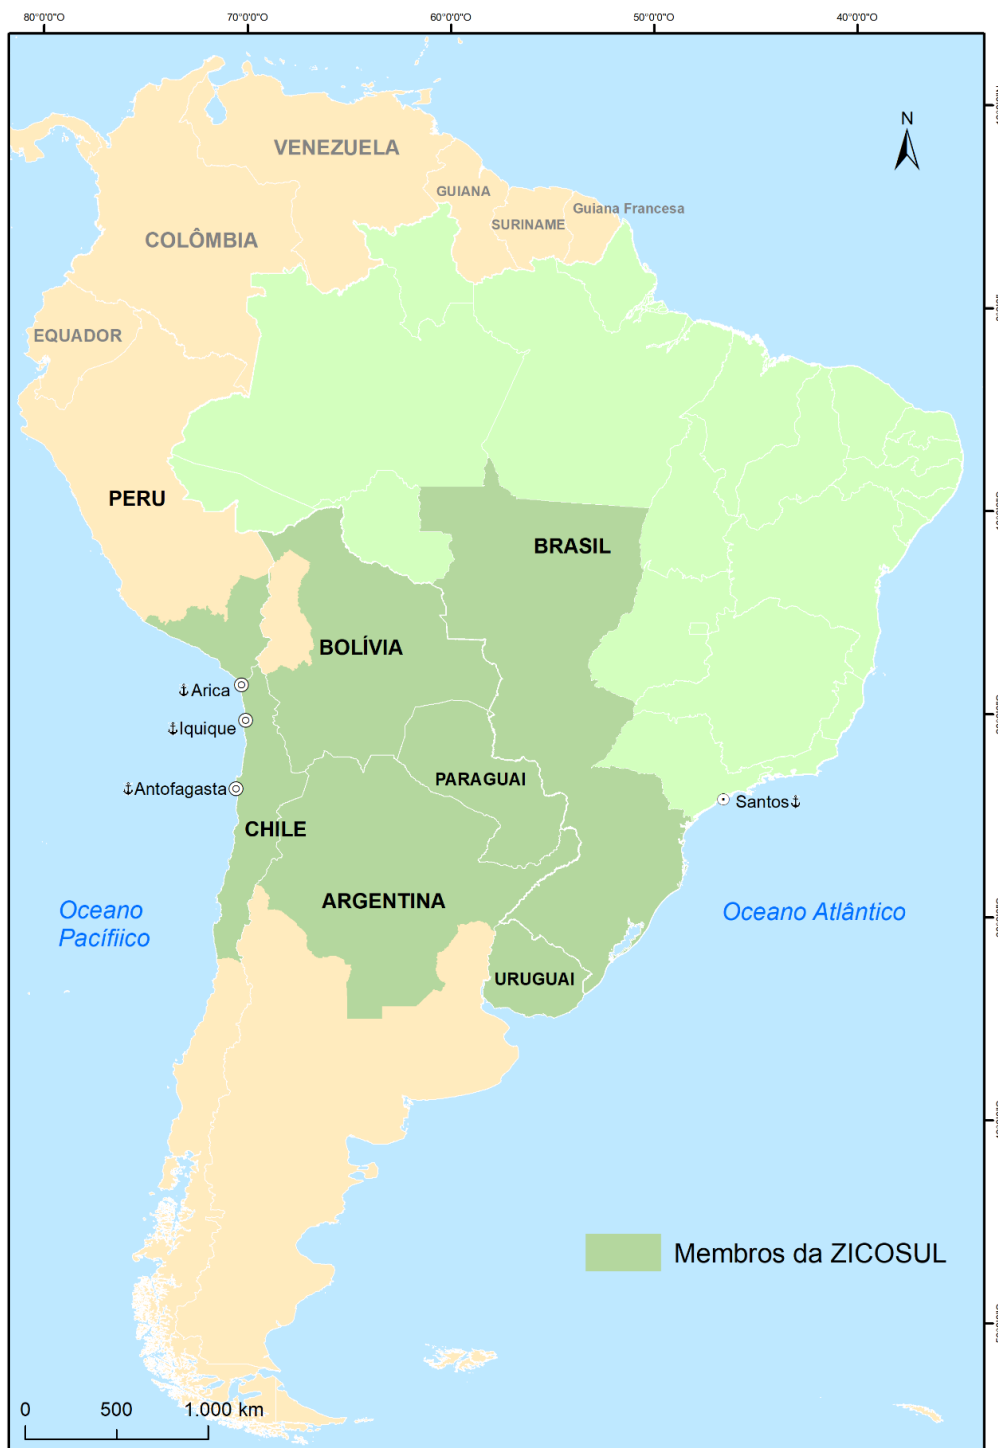 80°0'0"O
70°0'0"O
60°0'0"O
50°0'0"O
40°0'0"O
N
VENEZUELA
GUIANA
Guiana Francesa
SURINAME
COLÔMBIA
EQUADOR
PERU
BRASIL
BOLÍVIA
Arica
Iquique
PARAGUAI
Antofagasta
Santos
CHILE
ARGENTINA
Oceano
Pacífiico
Oceano Atlântico
URUGUAI
Membros da ZICOSUL
0
500
1.000 km